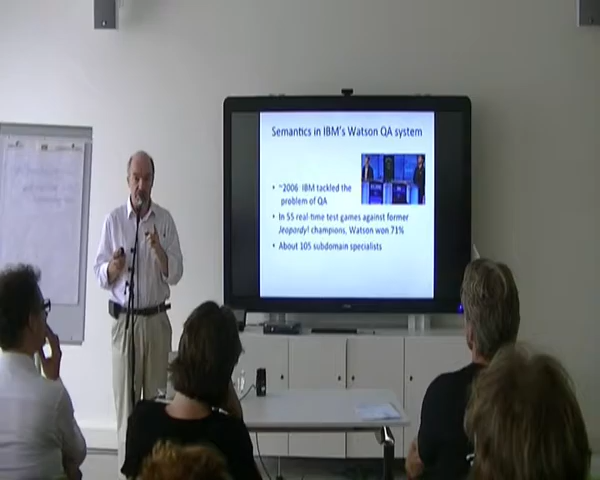 Semantics in IBM's Watson QA system
• ~2006 IBM tackled the
problem of QA
• In 55 real-time test games against former
Jeopardy! champions, Watson won 71%
• About 105 subdomain specialists